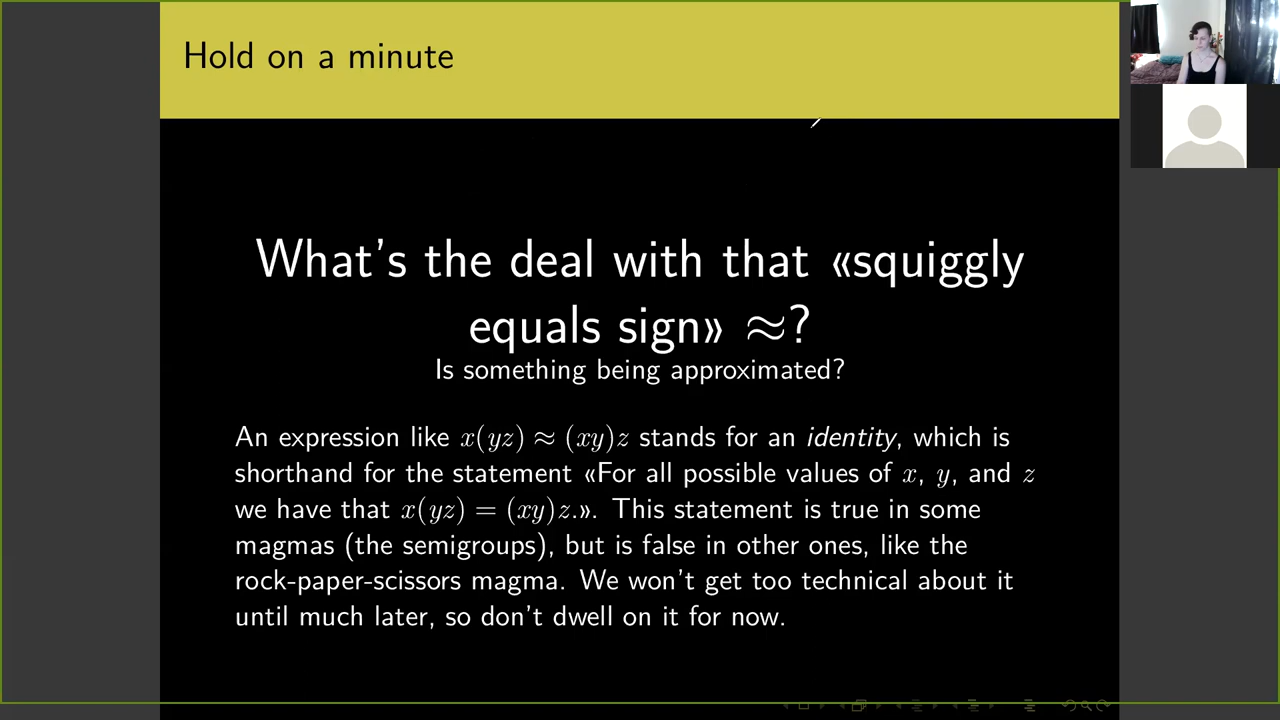 Hold on a minute
What's the deal with that «squiggly
equals sign» ≈?
Is something being approximated?
An expression like x(yz) ≈ (xy)z stands for an identity, which is
shorthand for the statement «For all possible values of x, y, and z
we have that x(yz) = (xy)z.». This statement is true in some
magmas (the semigroups), but is false in other ones, like the
rock-paper-scissors magma. We won't get too technical about it
until much later, so don't dwell on it for now.